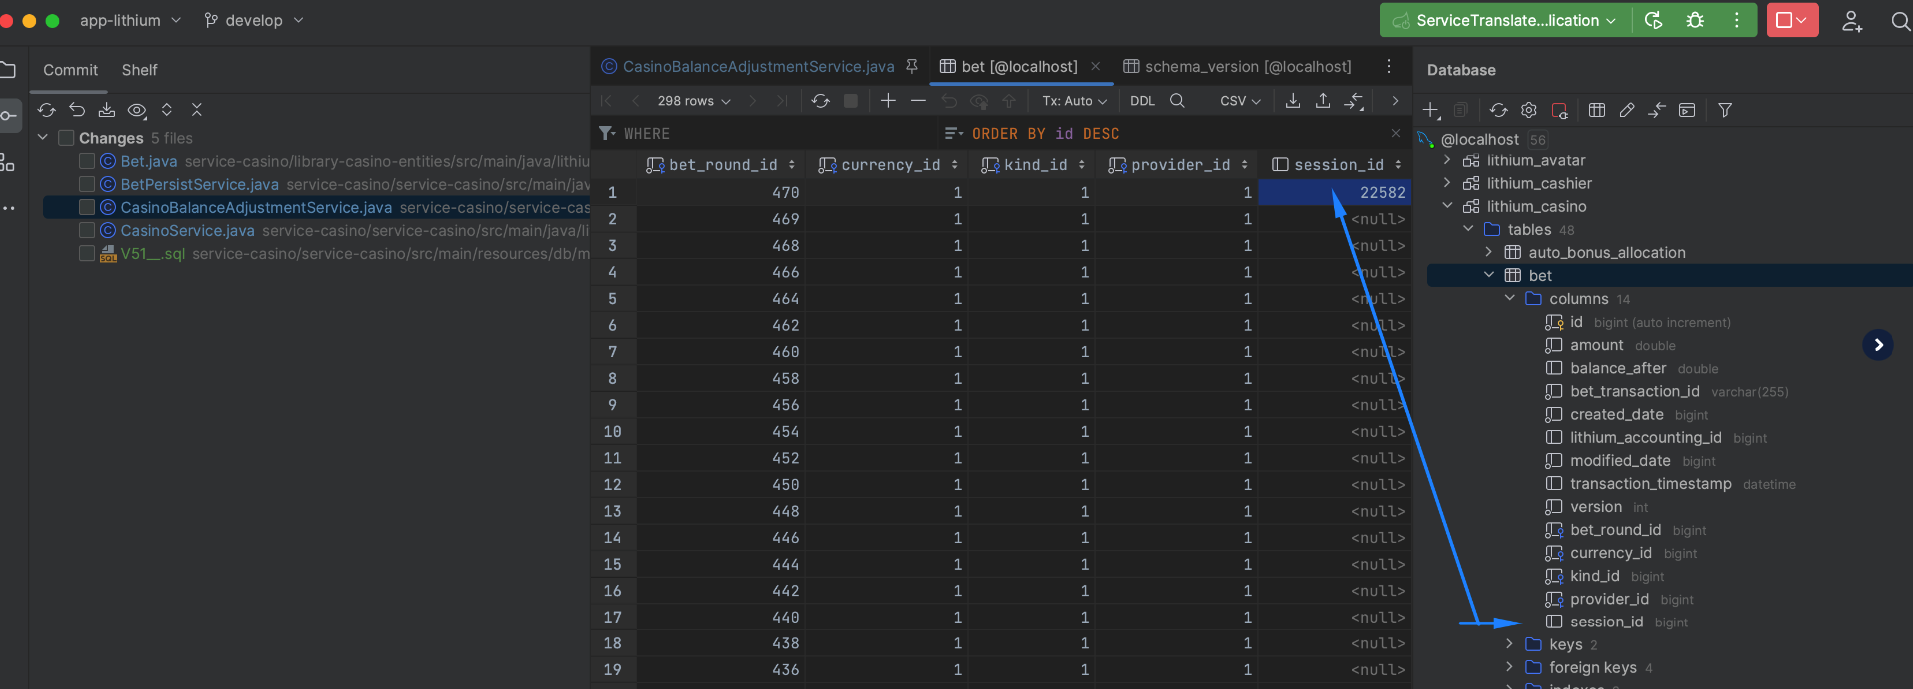 app-lithium develop ServiceTranslate...lication
Commit Shelf
Changes 5 files
Bet.java service-casino/library-casino-entities/src/main/java/lithiu
BetPersistService.java service-casino/service-casino/src/main/jav
CasinoBalanceAdjustmentService.java service-casino/service-cas
CasinoService.java service-casino/service-casino/src/main/java/li
V51__.sql service-casino/service-casino/src/main/resources/db/m
CasinoBalanceAdjustmentService.java bet [@localhost] schema_version [@localhost]
298 rows Tx: Auto DDL CSV
WHERE ORDER BY id DESC
bet_round_id currency_id kind_id provider_id session_id
1 470 1 1 1 22582
2 469 1 1 1 <null>
3 468 1 1 1 <null>
4 466 1 1 1 <null>
5 464 1 1 1 <null>
6 462 1 1 1 <null>
7 460 1 1 1 <null>
8 458 1 1 1 <null>
9 456 1 1 1 <null>
10 454 1 1 1 <null>
11 452 1 1 1 <null>
12 450 1 1 1 <null>
13 448 1 1 1 <null>
14 446 1 1 1 <null>
15 444 1 1 1 <null>
16 442 1 1 1 <null>
17 440 1 1 1 <null>
18 438 1 1 1 <null>
19 436 1 1 1 <null>
Database
@localhost 56
lithium_avatar
lithium_cashier
lithium_casino
tables 48
auto_bonus_allocation
bet
columns 14
id bigint (auto increment)
amount double
balance_after double
bet_transaction_id varchar(255)
created_date bigint
lithium_accounting_id bigint
modified_date bigint
transaction_timestamp datetime
version int
bet_round_id bigint
currency_id bigint
kind_id bigint
provider_id bigint
session_id bigint
keys 2
foreign keys 4